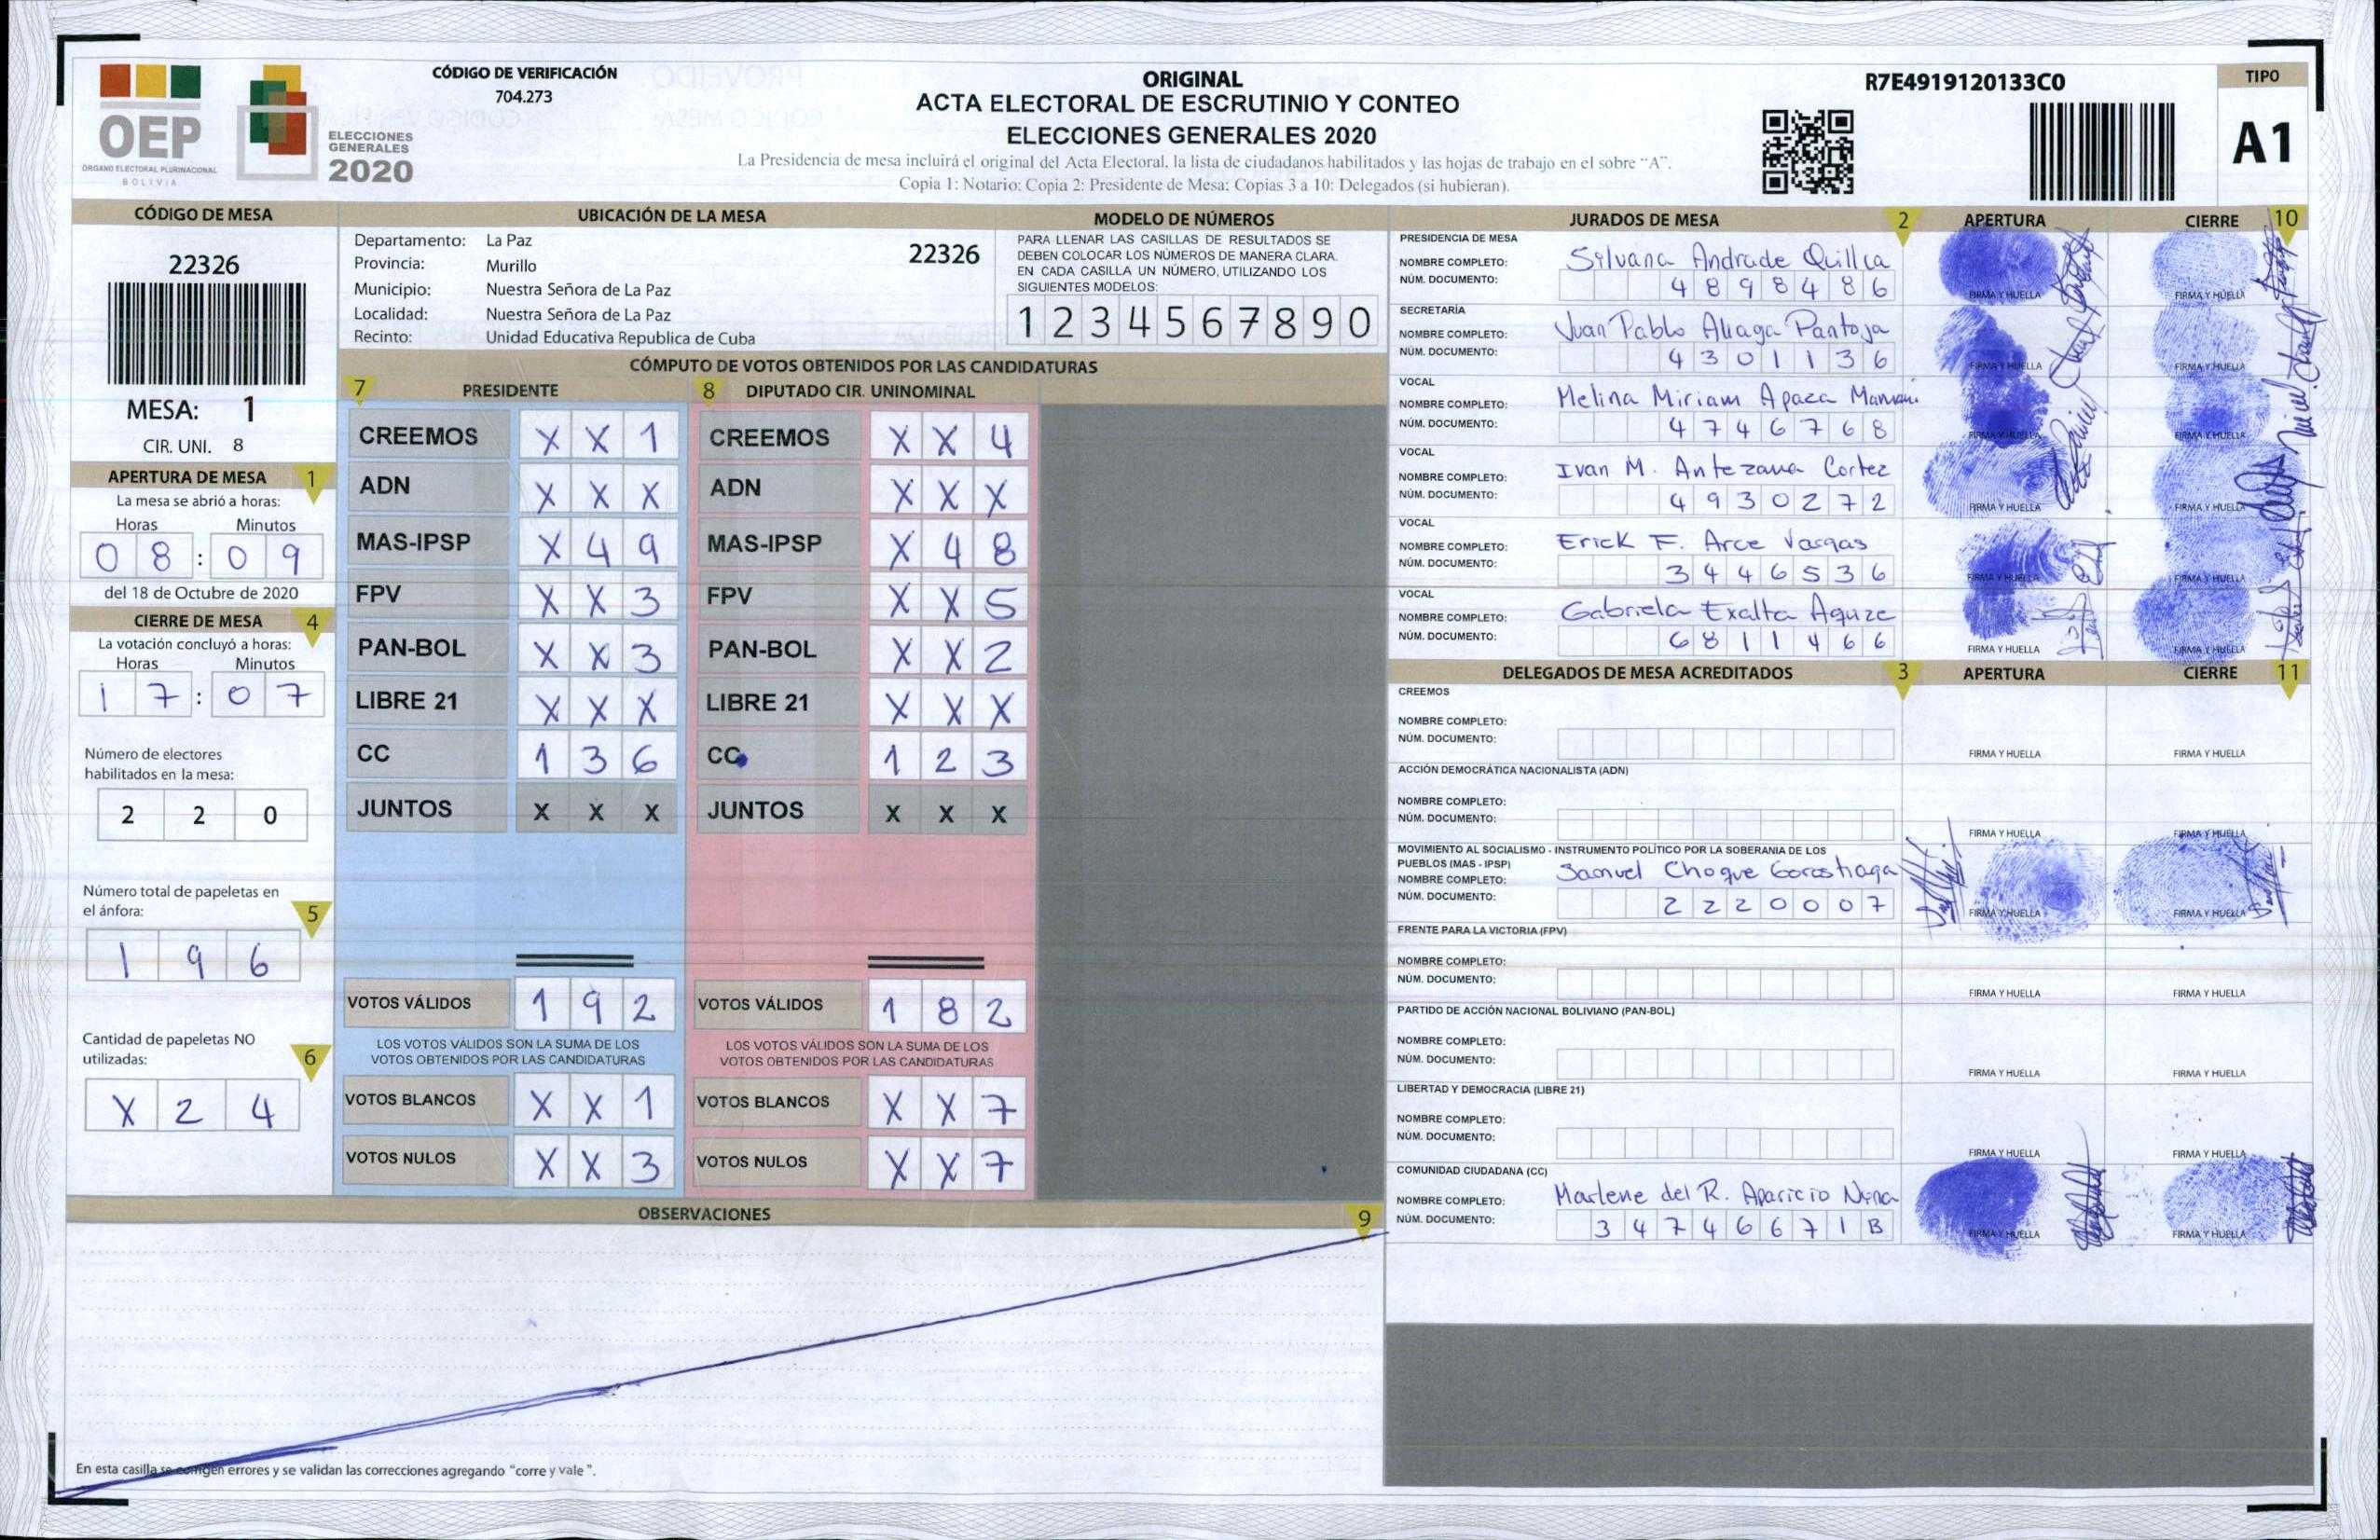 OEP
ÓRGANO ELECTORAL PLURINACIONAL
BOLIVIA
ELECCIONES
GENERALES
2020
CÓDIGO DE VERIFICACIÓN
704.273
ORIGINAL
ACTA ELECTORAL DE ESCRUTINIO Y CONTEO
ELECCIONES GENERALES 2020
La Presidencia de mesa incluirá el original del Acta Electoral, la lista de ciudadanos habilitados y las hojas de trabajo en el sobre "A".
Copia 1: Notario; Copia 2: Presidente de Mesa; Copias 3 a 10: Delegados (si hubieran).
R7E4919120133C0
TIPO
A1
CÓDIGO DE MESA
22326
MESA: 1
CIR. UNI. 8
APERTURA DE MESA 1
La mesa se abrió a horas:
Horas Minutos
0 8 : 0 9
del 18 de Octubre de 2020
CIERRE DE MESA 4
La votación concluyó a horas:
Horas Minutos
1 7 : 0 7
Número de electores
habilitados en la mesa:
2 2 0
Número total de papeletas en
el ánfora: 5
1 9 6
Cantidad de papeletas NO
utilizadas: 6
X 2 4
UBICACIÓN DE LA MESA
Departamento: La Paz 22326
Provincia: Murillo
Municipio: Nuestra Señora de La Paz
Localidad: Nuestra Señora de La Paz
Recinto: Unidad Educativa Republica de Cuba
MODELO DE NÚMEROS
PARA LLENAR LAS CASILLAS DE RESULTADOS SE
DEBEN COLOCAR LOS NÚMEROS DE MANERA CLARA.
EN CADA CASILLA UN NÚMERO, UTILIZANDO LOS
SIGUIENTES MODELOS:
1 2 3 4 5 6 7 8 9 0
CÓMPUTO DE VOTOS OBTENIDOS POR LAS CANDIDATURAS
7 PRESIDENTE 8 DIPUTADO CIR. UNINOMINAL
CREEMOS X X 1 CREEMOS X X 4
ADN X X X ADN X X X
MAS-IPSP X 4 9 MAS-IPSP X 4 8
FPV X X 3 FPV X X 5
PAN-BOL X X 3 PAN-BOL X X 2
LIBRE 21 X X X LIBRE 21 X X X
CC 1 3 6 CC 1 2 3
JUNTOS X X X JUNTOS X X X
VOTOS VÁLIDOS 1 9 2 VOTOS VÁLIDOS 1 8 2
LOS VOTOS VÁLIDOS SON LA SUMA DE LOS LOS VOTOS VÁLIDOS SON LA SUMA DE LOS
VOTOS OBTENIDOS POR LAS CANDIDATURAS VOTOS OBTENIDOS POR LAS CANDIDATURAS
VOTOS BLANCOS X X 1 VOTOS BLANCOS X X 7
VOTOS NULOS X X 3 VOTOS NULOS X X 7
OBSERVACIONES 9
En esta casilla se corrigen errores y se validan las correcciones agregando "corre y vale".
JURADOS DE MESA 2 APERTURA CIERRE 10
PRESIDENCIA DE MESA
NOMBRE COMPLETO: Silvana Andrade Quillca
NÚM. DOCUMENTO: 4 8 9 8 4 8 6 FIRMA Y HUELLA FIRMA Y HUELLA
SECRETARÍA
NOMBRE COMPLETO: Juan Pablo Aliaga Pantoja
NÚM. DOCUMENTO: 4 3 0 1 1 3 6 FIRMA Y HUELLA FIRMA Y HUELLA
VOCAL
NOMBRE COMPLETO: Melina Miriam Apaza Mamani
NÚM. DOCUMENTO: 4 7 4 6 7 6 8 FIRMA Y HUELLA FIRMA Y HUELLA
VOCAL
NOMBRE COMPLETO: Ivan M. Antezana Cortez
NÚM. DOCUMENTO: 4 9 3 0 2 7 2 FIRMA Y HUELLA FIRMA Y HUELLA
VOCAL
NOMBRE COMPLETO: Erick F. Arce Vargas
NÚM. DOCUMENTO: 3 4 4 6 5 3 6 FIRMA Y HUELLA FIRMA Y HUELLA
VOCAL
NOMBRE COMPLETO: Gabriela Exalta
NÚM. DOCUMENTO: 6 8 1 1 4 6 6 FIRMA Y HUELLA FIRMA Y HUELLA
DELEGADOS DE MESA ACREDITADOS 3 APERTURA CIERRE 11
CREEMOS
NOMBRE COMPLETO:
NÚM. DOCUMENTO: FIRMA Y HUELLA FIRMA Y HUELLA
ACCIÓN DEMOCRÁTICA NACIONALISTA (ADN)
NOMBRE COMPLETO:
NÚM. DOCUMENTO: FIRMA Y HUELLA FIRMA Y HUELLA
MOVIMIENTO AL SOCIALISMO - INSTRUMENTO POLÍTICO POR LA SOBERANIA DE LOS
PUEBLOS (MAS - IPSP)
NOMBRE COMPLETO: Samuel Choque Gorostiaga
NÚM. DOCUMENTO: 2 2 2 0 0 0 7 FIRMA Y HUELLA FIRMA Y HUELLA
FRENTE PARA LA VICTORIA (FPV)
NOMBRE COMPLETO:
NÚM. DOCUMENTO: FIRMA Y HUELLA FIRMA Y HUELLA
PARTIDO DE ACCIÓN NACIONAL BOLIVIANO (PAN-BOL)
NOMBRE COMPLETO:
NÚM. DOCUMENTO: FIRMA Y HUELLA FIRMA Y HUELLA
LIBERTAD Y DEMOCRACIA (LIBRE 21)
NOMBRE COMPLETO:
NÚM. DOCUMENTO: FIRMA Y HUELLA FIRMA Y HUELLA
COMUNIDAD CIUDADANA (CC)
NOMBRE COMPLETO: Marlene del R. Aparicio Nina
NÚM. DOCUMENTO: 3 4 7 4 6 6 7 1 B FIRMA Y HUELLA FIRMA Y HUELLA